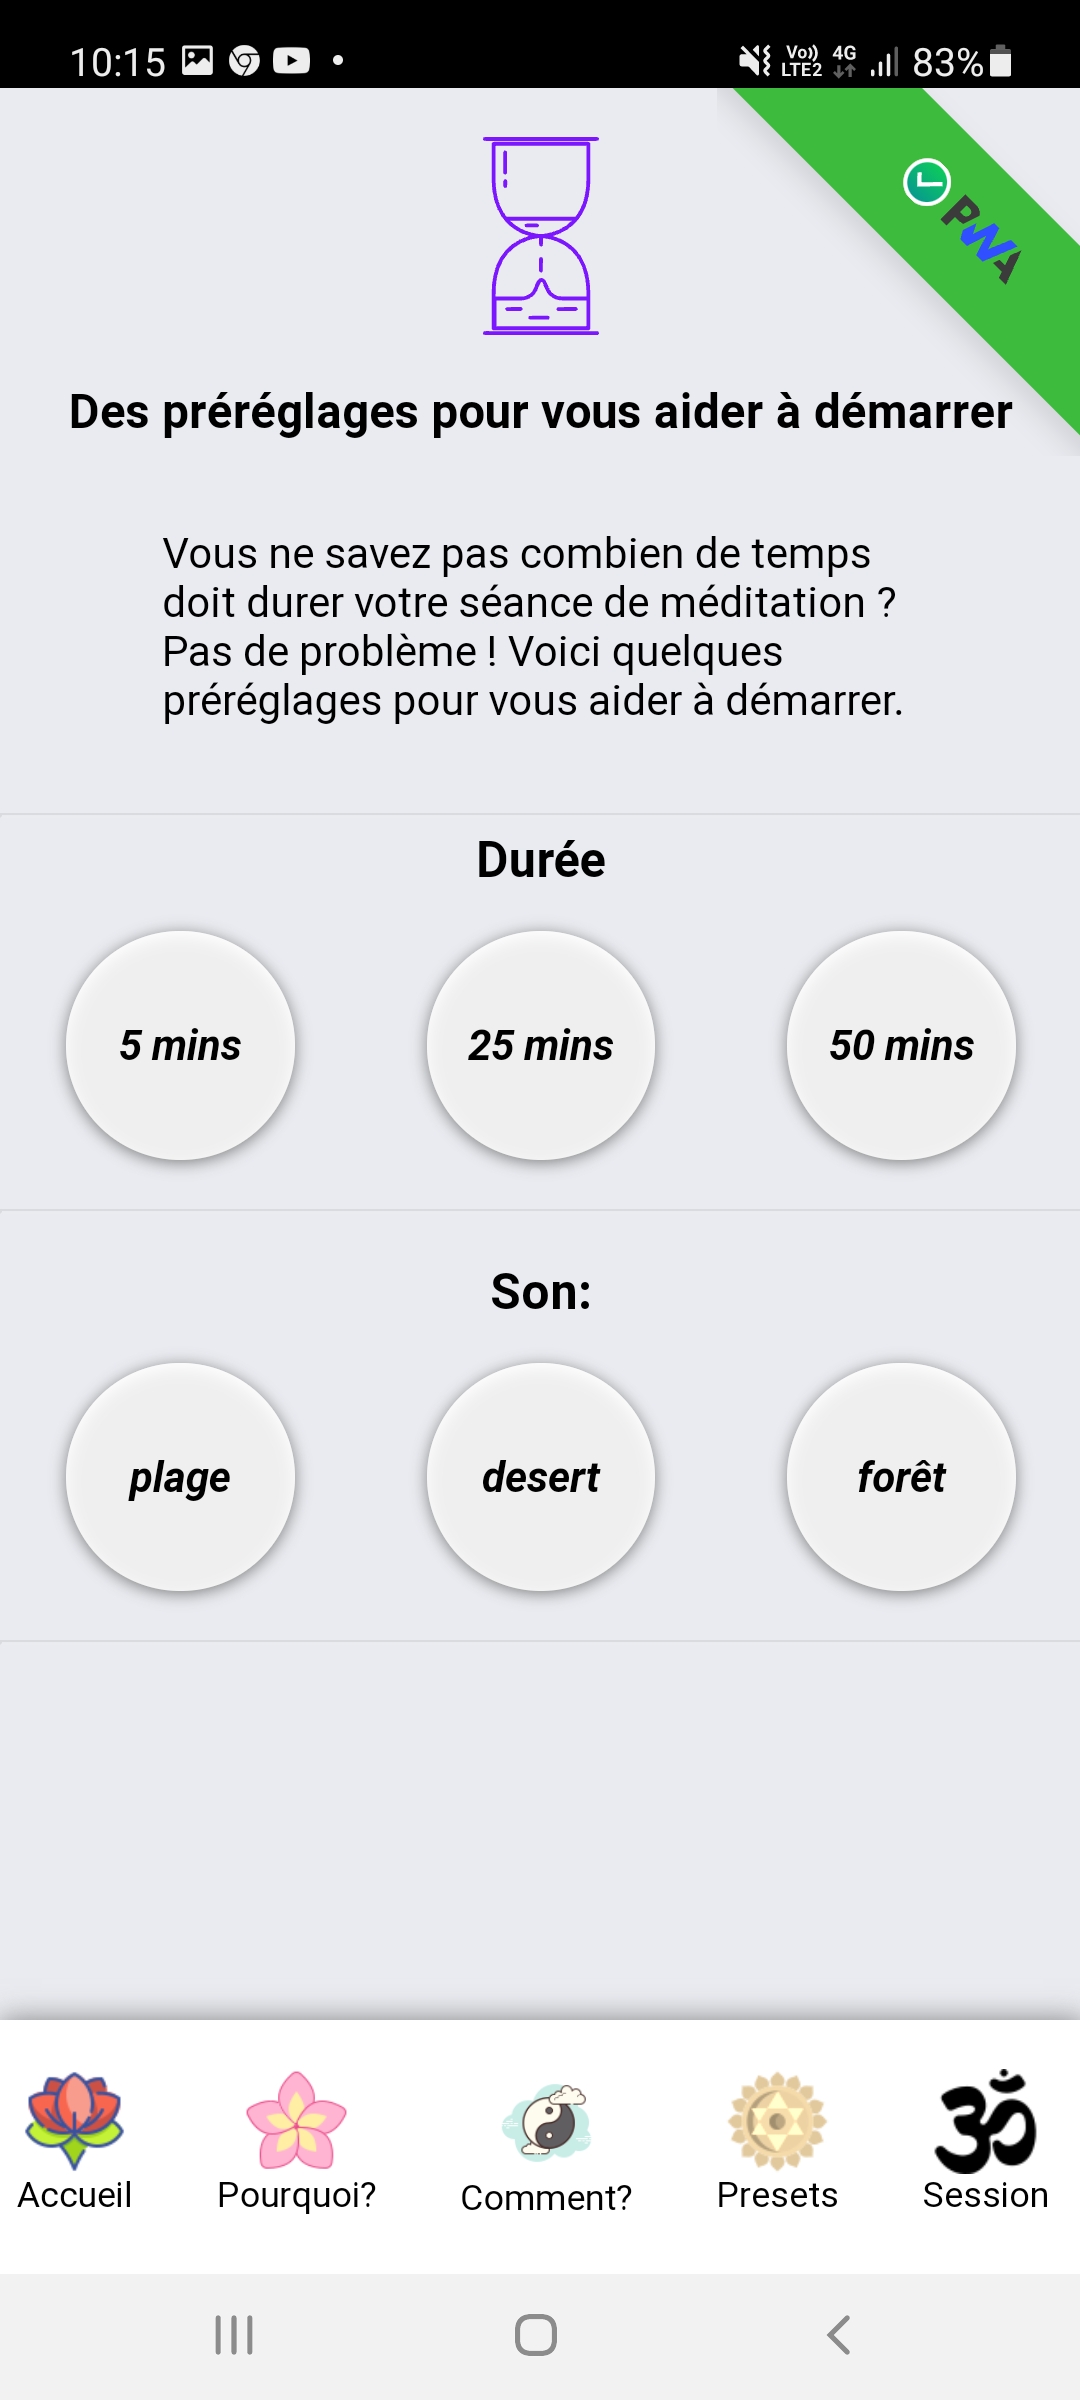 10:15
Vo)) LTE2 4G 83%
PWA
Des préréglages pour vous aider à démarrer
Vous ne savez pas combien de temps
doit durer votre séance de méditation ?
Pas de problème ! Voici quelques
préréglages pour vous aider à démarrer.
Durée
5 mins 25 mins 50 mins
Son:
plage desert forêt
Accueil Pourquoi? Comment? Presets Session